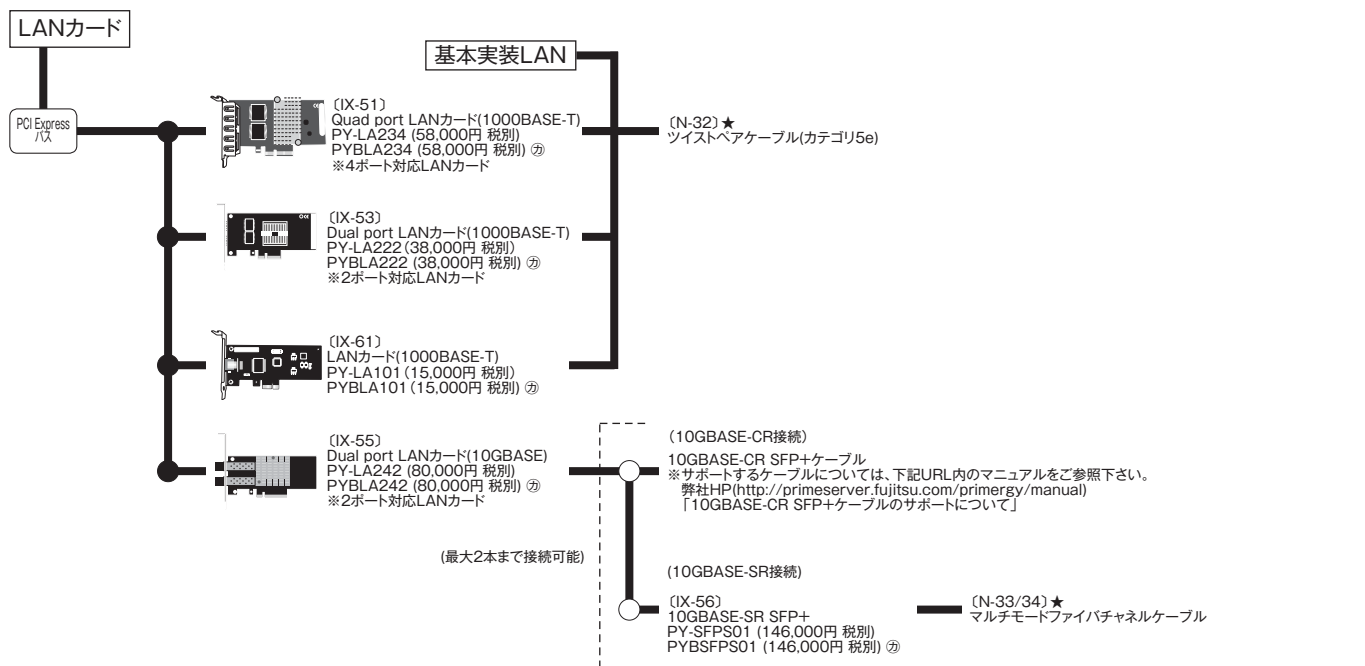 LANカード
基本実装LAN
PCI Express
バス
〔IX-51〕
Quad port LANカード(1000BASE-T)
PY-LA234 (58,000円 税別)
PYBLA234 (58,000円 税別) ㋕
※4ポート対応LANカード
〔N-32〕★
ツイストペアケーブル(カテゴリ5e)
〔IX-53〕
Dual port LANカード(1000BASE-T)
PY-LA222(38,000円 税別)
PYBLA222 (38,000円 税別) ㋕
※2ポート対応LANカード
〔IX-61〕
LANカード(1000BASE-T)
PY-LA101(15,000円 税別)
PYBLA101(15,000円 税別) ㋕
〔IX-55〕
Dual port LANカード(10GBASE)
PY-LA242 (80,000円 税別)
PYBLA242 (80,000円 税別) ㋕
※2ポート対応LANカード
(10GBASE-CR接続)
10GBASE-CR SFP+ケーブル
※サポートするケーブルについては、下記URL内のマニュアルをご参照下さい。
弊社HP(http://primeserver.fujitsu.com/primergy/manual)
「10GBASE-CR SFP+ケーブルのサポートについて」
(最大2本まで接続可能)
(10GBASE-SR接続)
〔IX-56〕
10GBASE-SR SFP+
PY-SFPS01 (146,000円 税別)
PYBSFPS01 (146,000円 税別) ㋕
〔N-33/34〕★
マルチモードファイバチャネルケーブル